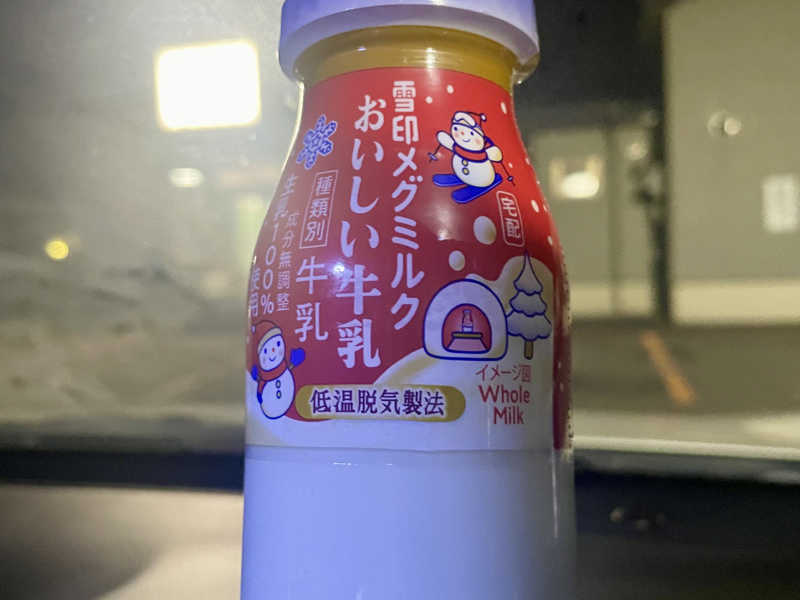 雪印メグミルク
おいしい牛乳
宅配
種類別
牛乳
成分無調整
生乳100%
使用
イメージ図
Whole
Milk
低温脱気製法